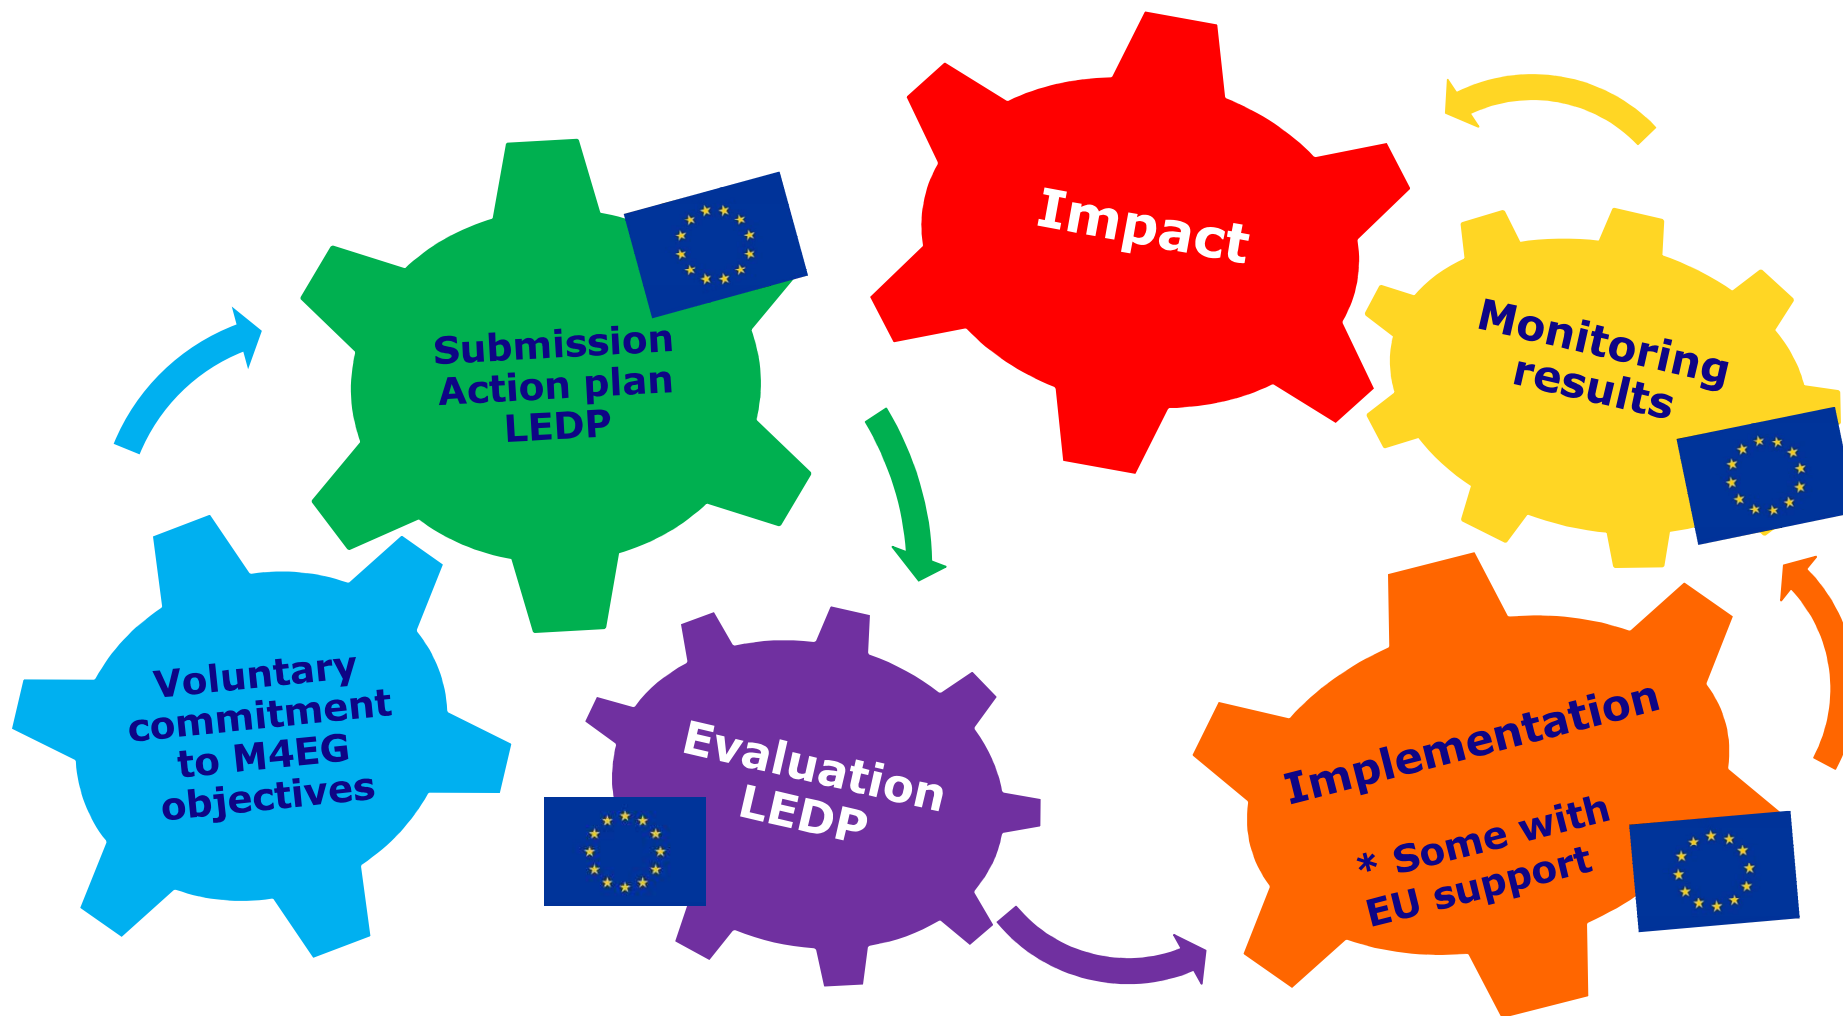 Voluntary
commitment
to M4EG
objectives
Submission
Action plan
LEDP
Evaluation
LEDP
Implementation
* Some with
EU support
Monitoring
results
Impact